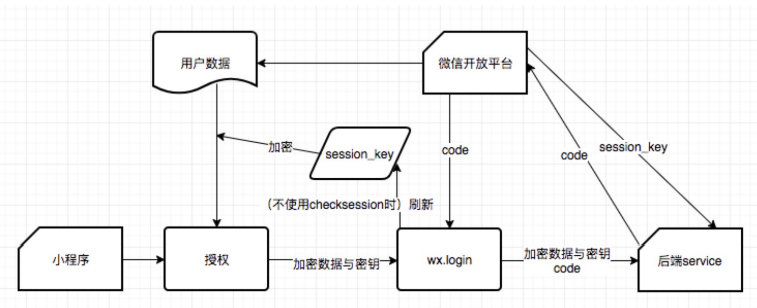 用户数据
微信开放平台
加密
session_key
code
code
session_key
(不使用checksession时）刷新
小程序
授权
加密数据与密钥
wx.login
加密数据与密钥
code
后端service